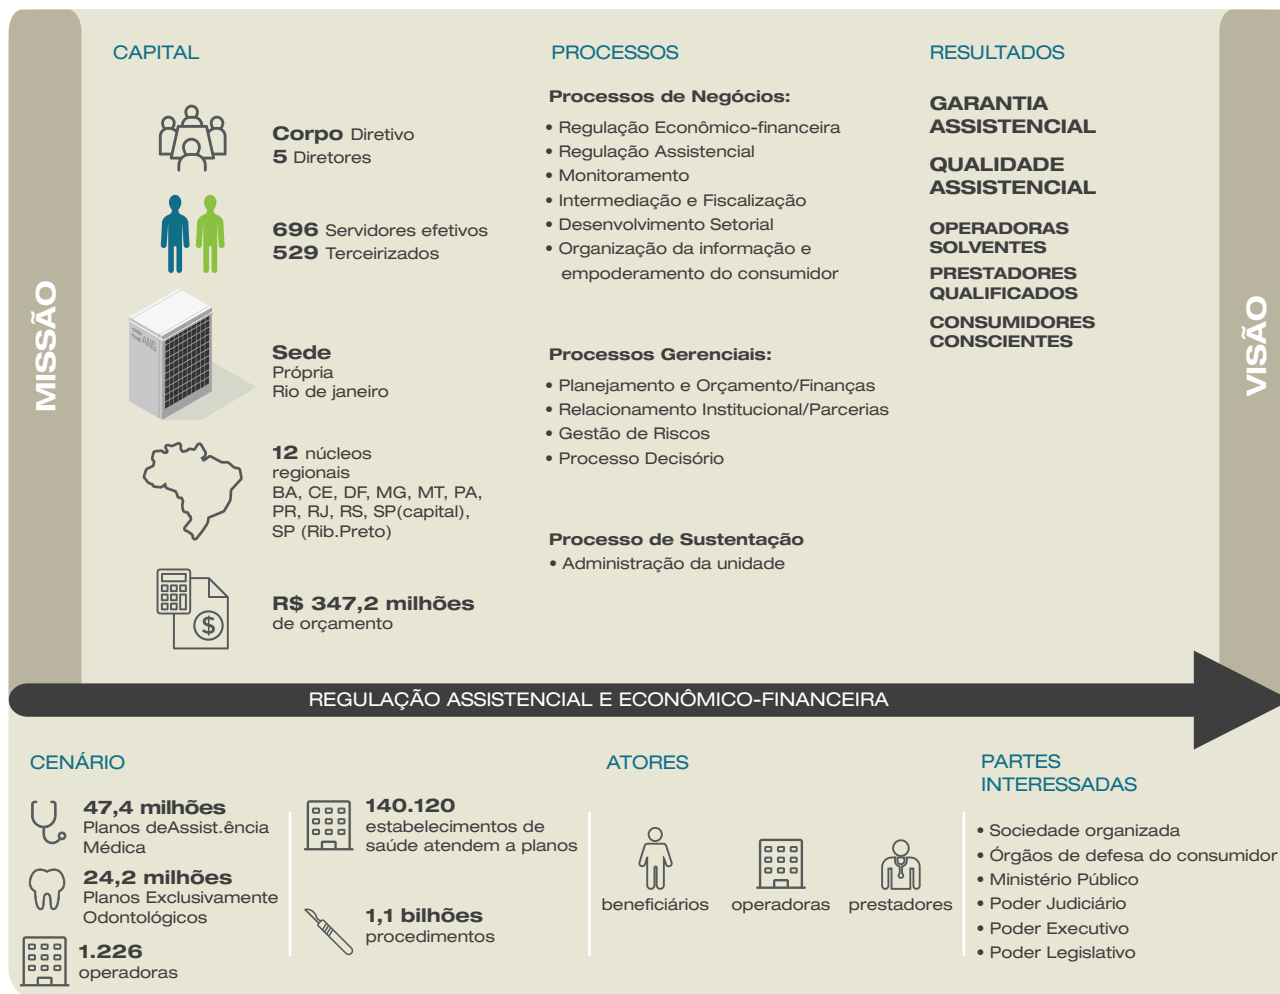 MISSÃO
CAPITAL
Corpo Diretivo
5 Diretores
696 Servidores efetivos
529 Terceirizados
ANS
Sede
Própria
Rio de janeiro
12 núcleos
regionais
BA, CE, DF, MG, MT, PA,
PR, RJ, RS, SP(capital),
SP (Rib.Preto)
$
R$ 347,2 milhões
de orçamento
PROCESSOS
Processos de Negócios:
• Regulação Econômico-financeira
• Regulação Assistencial
• Monitoramento
• Intermediação e Fiscalização
• Desenvolvimento Setorial
• Organização da informação e
empoderamento do consumidor
Processos Gerenciais:
• Planejamento e Orçamento/Finanças
• Relacionamento Institucional/Parcerias
• Gestão de Riscos
• Processo Decisório
Processo de Sustentação
• Administração da unidade
RESULTADOS
GARANTIA
ASSISTENCIAL
QUALIDADE
ASSISTENCIAL
OPERADORAS
SOLVENTES
PRESTADORES
QUALIFICADOS
CONSUMIDORES
CONSCIENTES
VISÃO
REGULAÇÃO ASSISTENCIAL E ECONÔMICO-FINANCEIRA
CENÁRIO
47,4 milhões
Planos deAssist.ência
Médica
24,2 milhões
Planos Exclusivamente
Odontológicos
1.226
operadoras
140.120
estabelecimentos de
saúde atendem a planos
1,1 bilhões
procedimentos
ATORES
beneficiários
operadoras
prestadores
PARTES
INTERESSADAS
• Sociedade organizada
• Órgãos de defesa do consumidor
• Ministério Público
• Poder Judiciário
• Poder Executivo
• Poder Legislativo